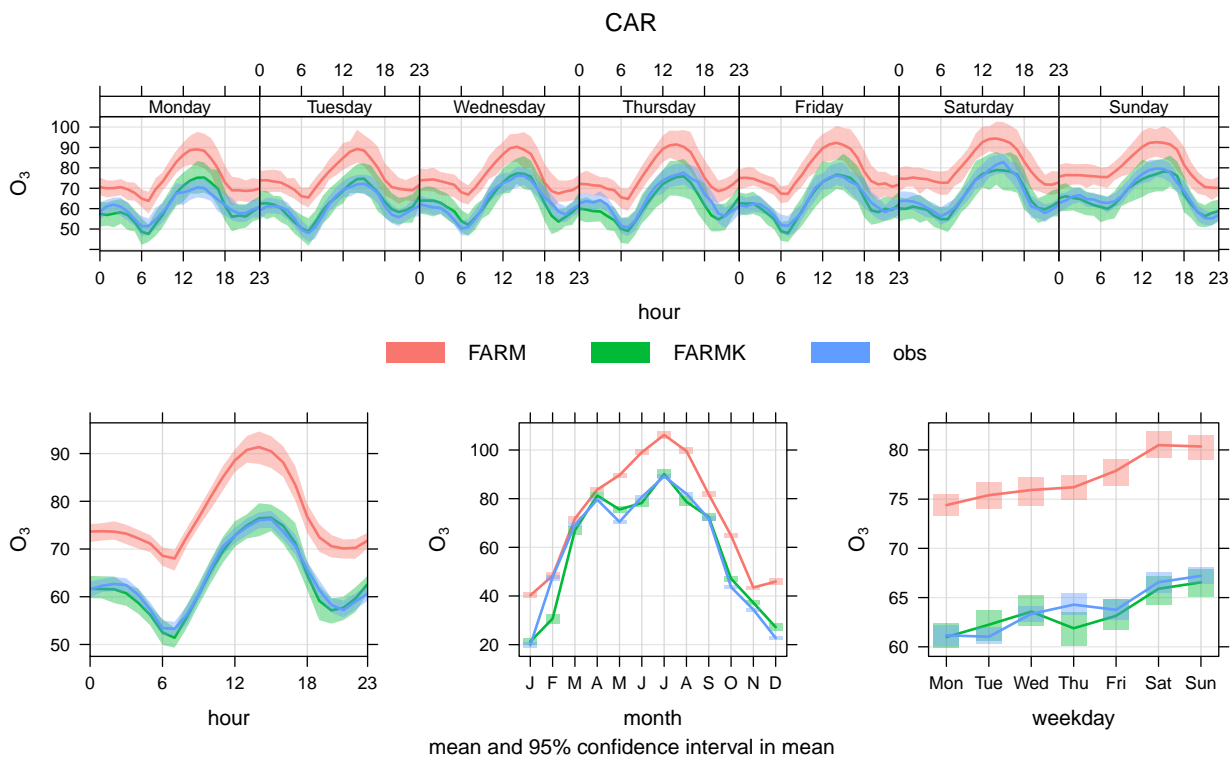 CAR
0 6 12 18 23 0 6 12 18 23 0 6 12 18 23
Monday Tuesday Wednesday Thursday Friday Saturday Sunday
O₃
100
90
80
70
60
50
0 6 12 18 23 0 6 12 18 23 0 6 12 18 23 0 6 12 18 23
hour
FARM FARMK obs
O₃
90
80
70
60
50
0 6 12 18 23
hour
O₃
100
80
60
40
20
J F M A M J J A S O N D
month
O₃
80
75
70
65
60
Mon Tue Wed Thu Fri Sat Sun
weekday
mean and 95% confidence interval in mean